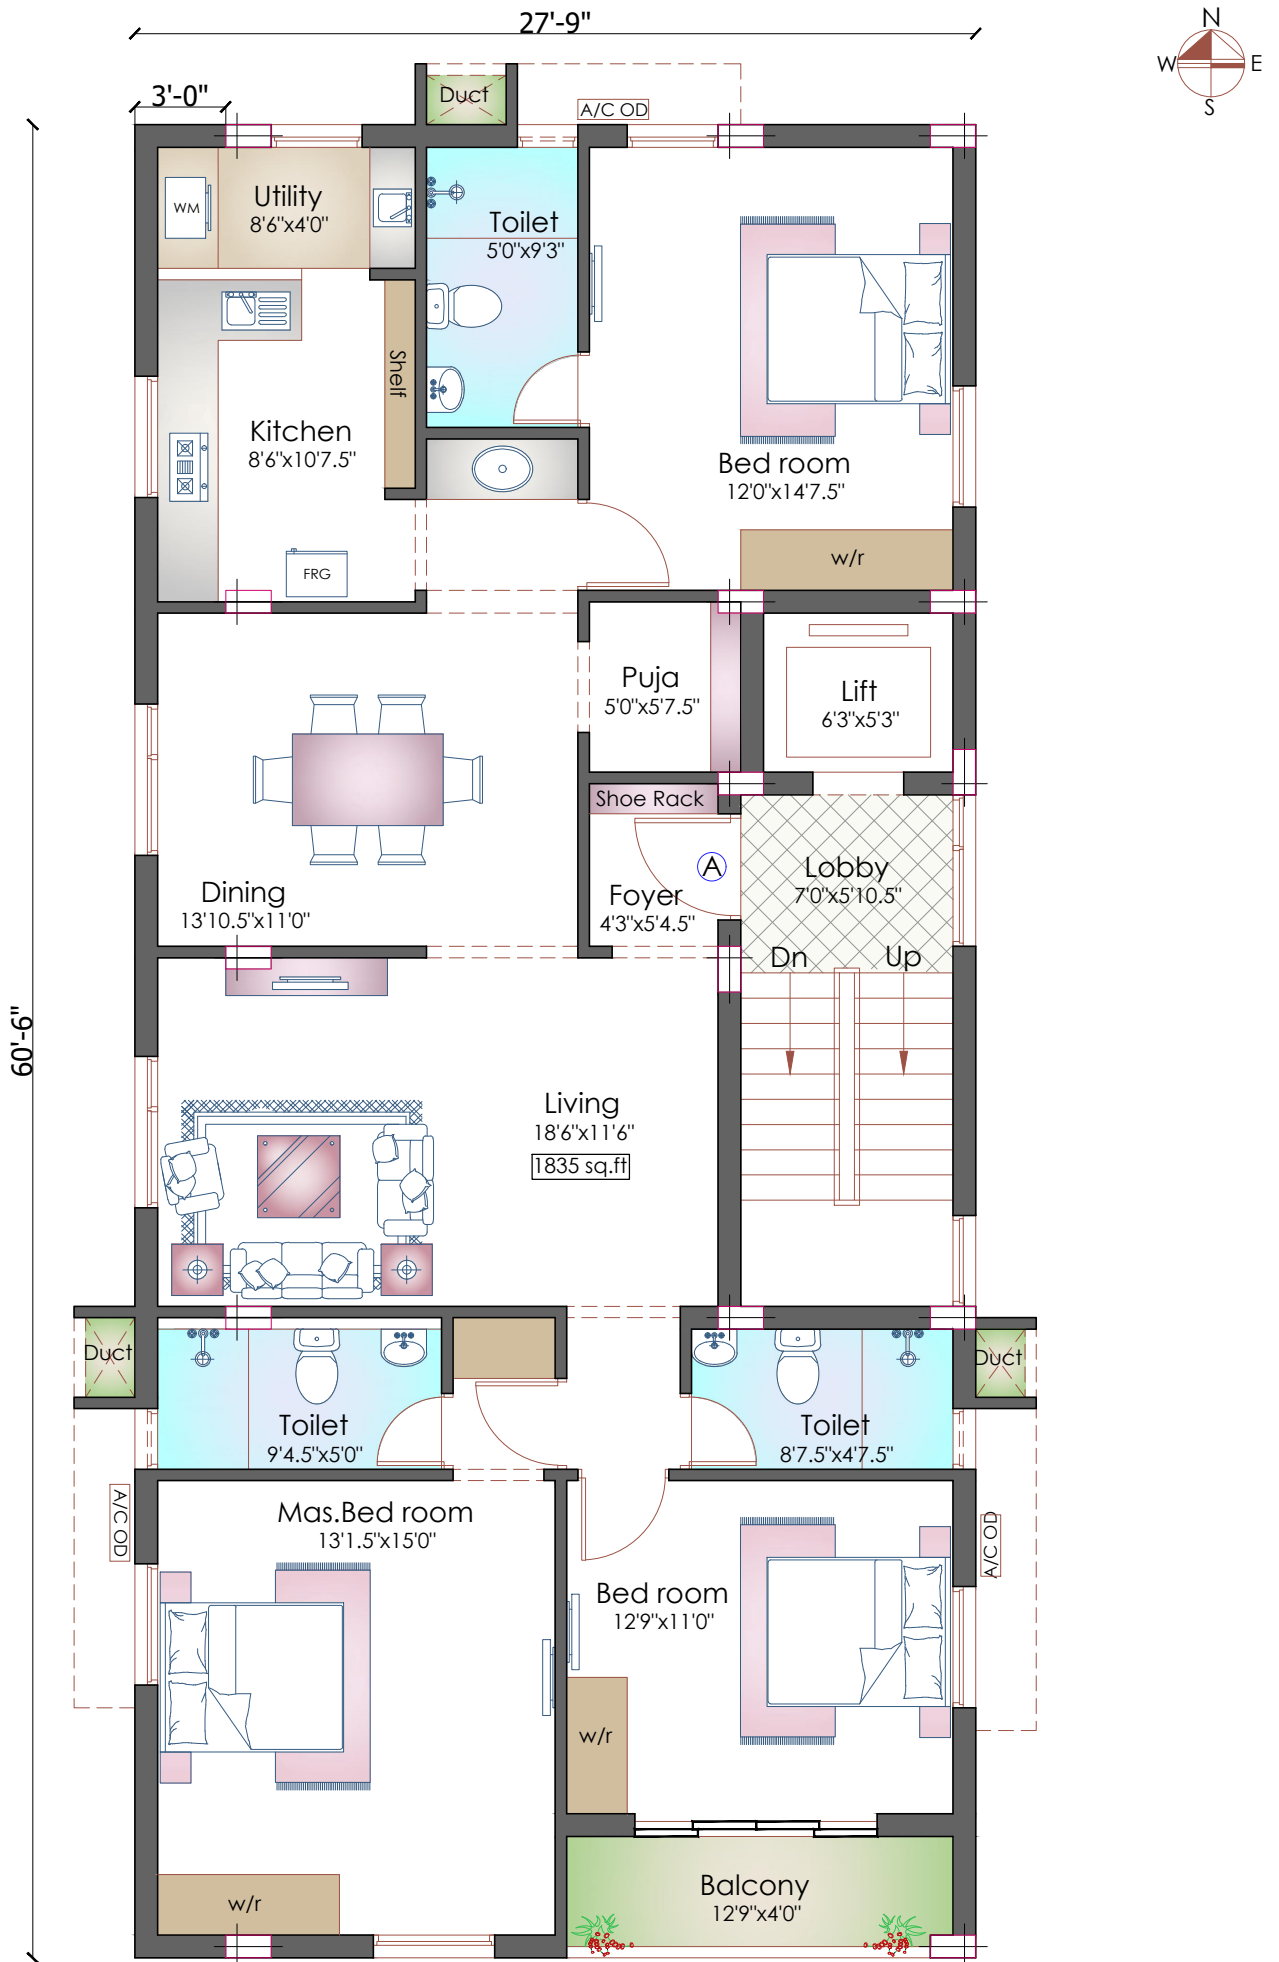 27'-9"
N
W
E
S
3'-0"
Duct
A/C OD
Utility
8'6"x4'0"
WM
Toilet
5'0"x9'3"
Shelf
Kitchen
8'6"x10'7.5"
FRG
Bed room
12'0"x14'7.5"
w/r
Puja
5'0"x5'7.5"
Lift
6'3"x5'3"
Shoe Rack
A
Foyer
4'3"x5'4.5"
Lobby
7'0"x5'10.5"
Dn
Up
Dining
13'10.5"x11'0"
60'-6"
Living
18'6"x11'6"
1835 sq.ft
Duct
Toilet
9'4.5"x5'0"
Toilet
8'7.5"x4'7.5"
Duct
A/C OD
Mas.Bed room
13'1.5"x15'0"
A/C OD
Bed room
12'9"x11'0"
w/r
w/r
Balcony
12'9"x4'0"